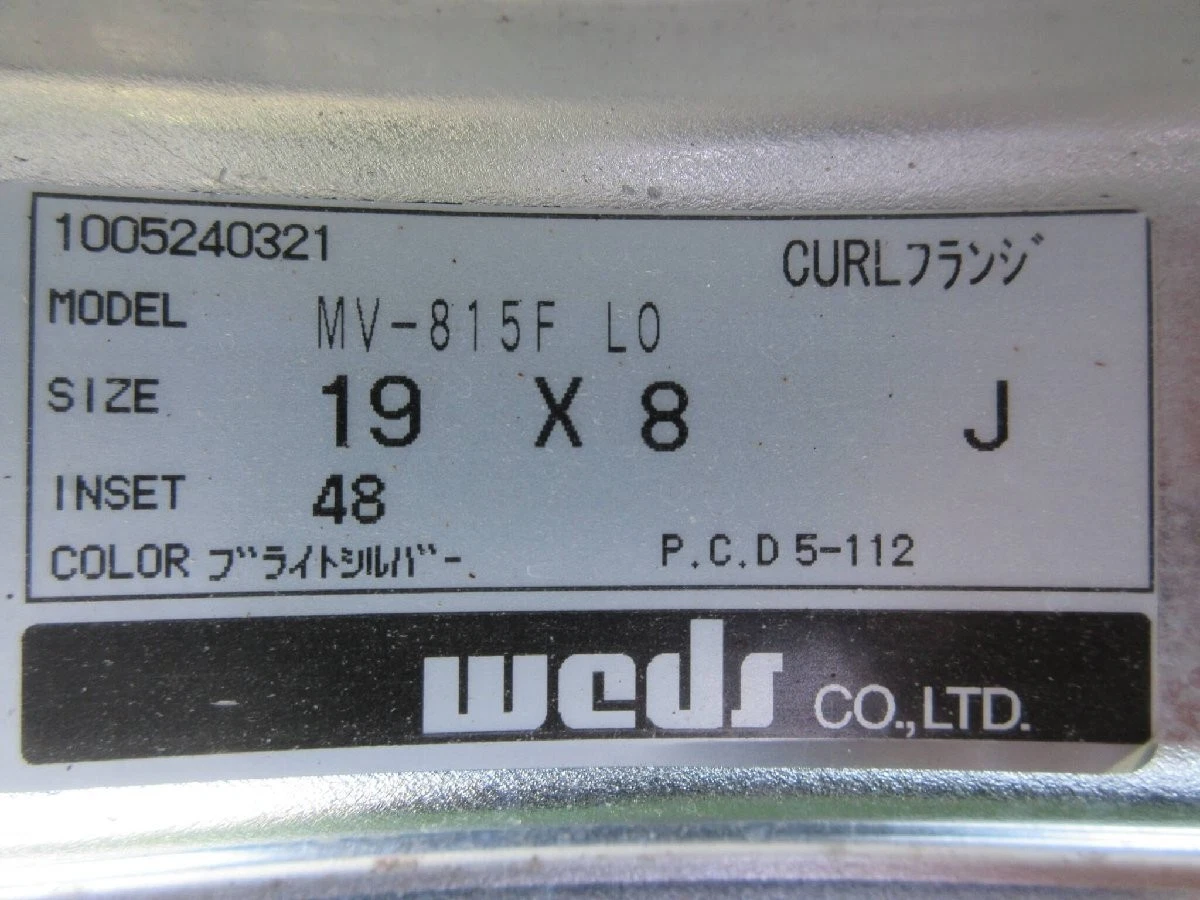 1005240321
CURLフランジ
MODEL MV-815F LO
SIZE 19 X 8 J
INSET 48
COLOR ブライトシルバー P.C.D 5-112
weds CO.,LTD.